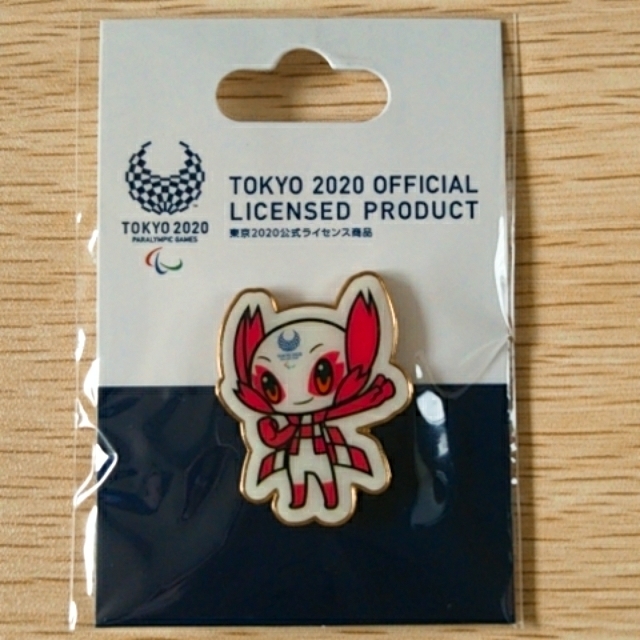 TOKYO 2020
PARALYMPIC GAMES
TOKYO 2020 OFFICIAL
LICENSED PRODUCT
東京2020公式ライセンス商品